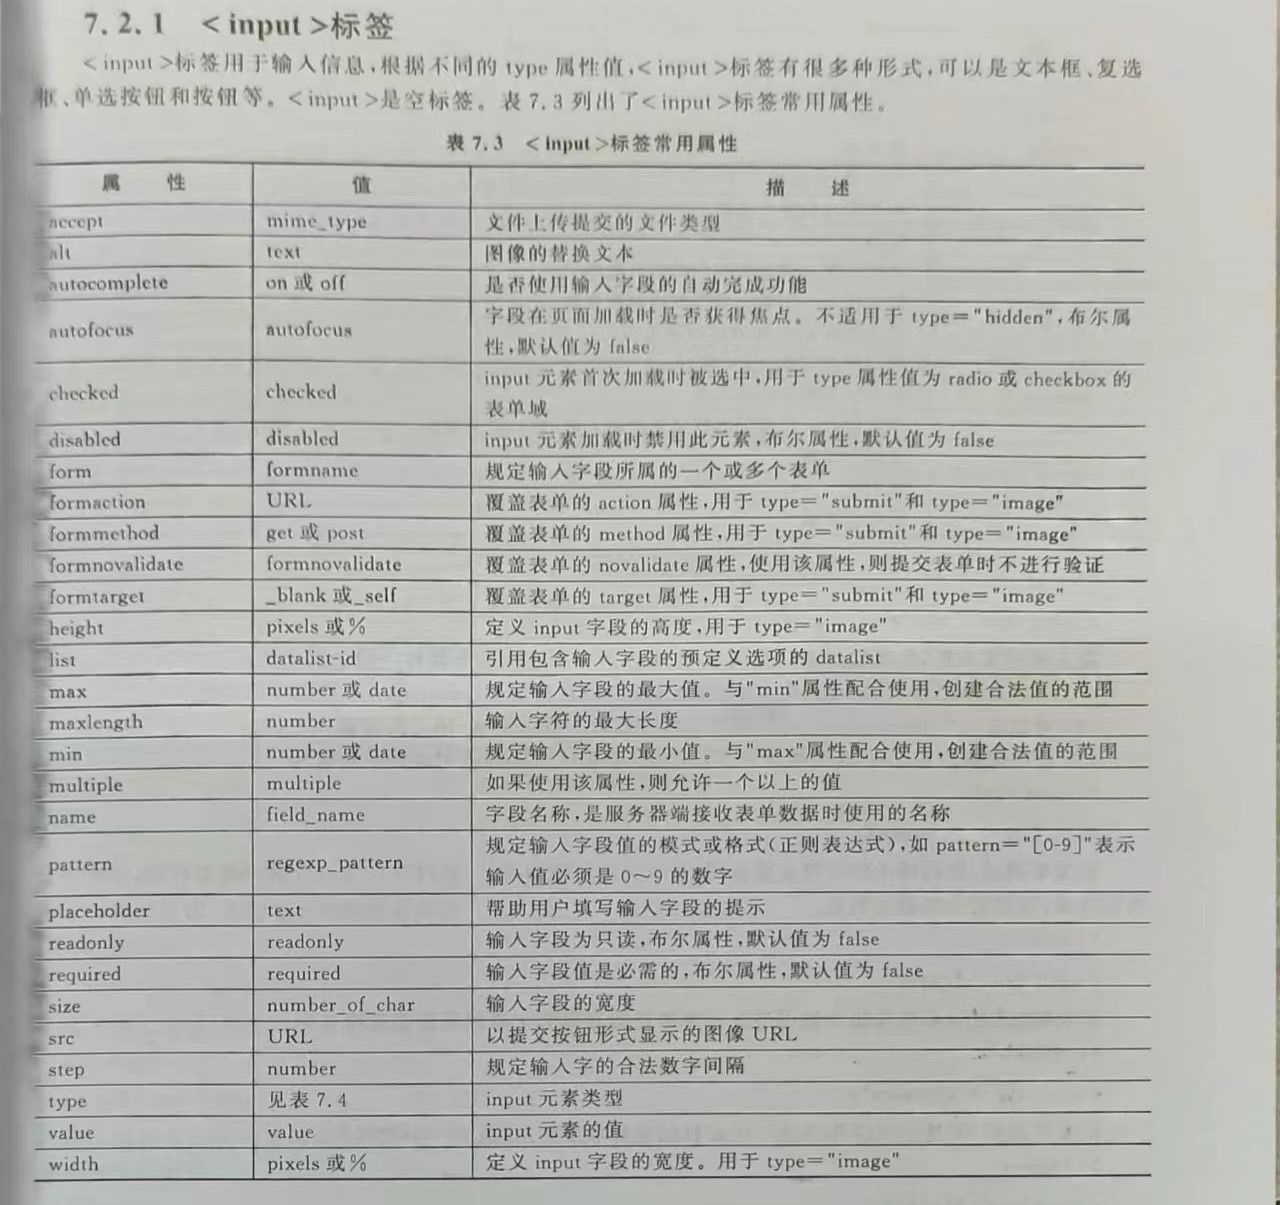 7.2.1 <input>标签
<input>标签用于输入信息,根据不同的 type 属性值,<input>标签有很多种形式,可以是文本框、复选
框、单选按钮和按钮等。<input>是空标签。表 7.3 列出了<input>标签常用属性。
表 7.3 <input>标签常用属性
属 性 值 描 述
accept mime_type 文件上传提交的文件类型
alt text 图像的替换文本
autocomplete on 或 off 是否使用输入字段的自动完成功能
autofocus autofocus 字段在页面加载时是否获得焦点。不适用于 type="hidden",布尔属
性,默认值为 false
checked checked input 元素首次加载时被选中,用于 type 属性值为 radio 或 checkbox 的
表单域
disabled disabled input 元素加载时禁用此元素,布尔属性,默认值为 false
form formname 规定输入字段所属的一个或多个表单
formaction URL 覆盖表单的 action 属性,用于 type="submit"和 type="image"
formmethod get 或 post 覆盖表单的 method 属性,用于 type="submit"和 type="image"
formnovalidate formnovalidate 覆盖表单的 novalidate 属性,使用该属性,则提交表单时不进行验证
formtarget _blank 或_self 覆盖表单的 target 属性,用于 type="submit"和 type="image"
height pixels 或% 定义 input 字段的高度,用于 type="image"
list datalist-id 引用包含输入字段的预定义选项的 datalist
max number 或 date 规定输入字段的最大值。与"min"属性配合使用,创建合法值的范围
maxlength number 输入字符的最大长度
min number 或 date 规定输入字段的最小值。与"max"属性配合使用,创建合法值的范围
multiple multiple 如果使用该属性,则允许一个以上的值
name field_name 字段名称,是服务器端接收表单数据时使用的名称
pattern regexp_pattern 规定输入字段值的模式或格式(正则表达式),如 pattern="[0-9]"表示
输入值必须是 0~9 的数字
placeholder text 帮助用户填写输入字段的提示
readonly readonly 输入字段为只读,布尔属性,默认值为 false
required required 输入字段值是必需的,布尔属性,默认值为 false
size number_of_char 输入字段的宽度
src URL 以提交按钮形式显示的图像 URL
step number 规定输入字的合法数字间隔
type 见表 7.4 input 元素类型
value value input 元素的值
width pixels 或% 定义 input 字段的宽度。用于 type="image"